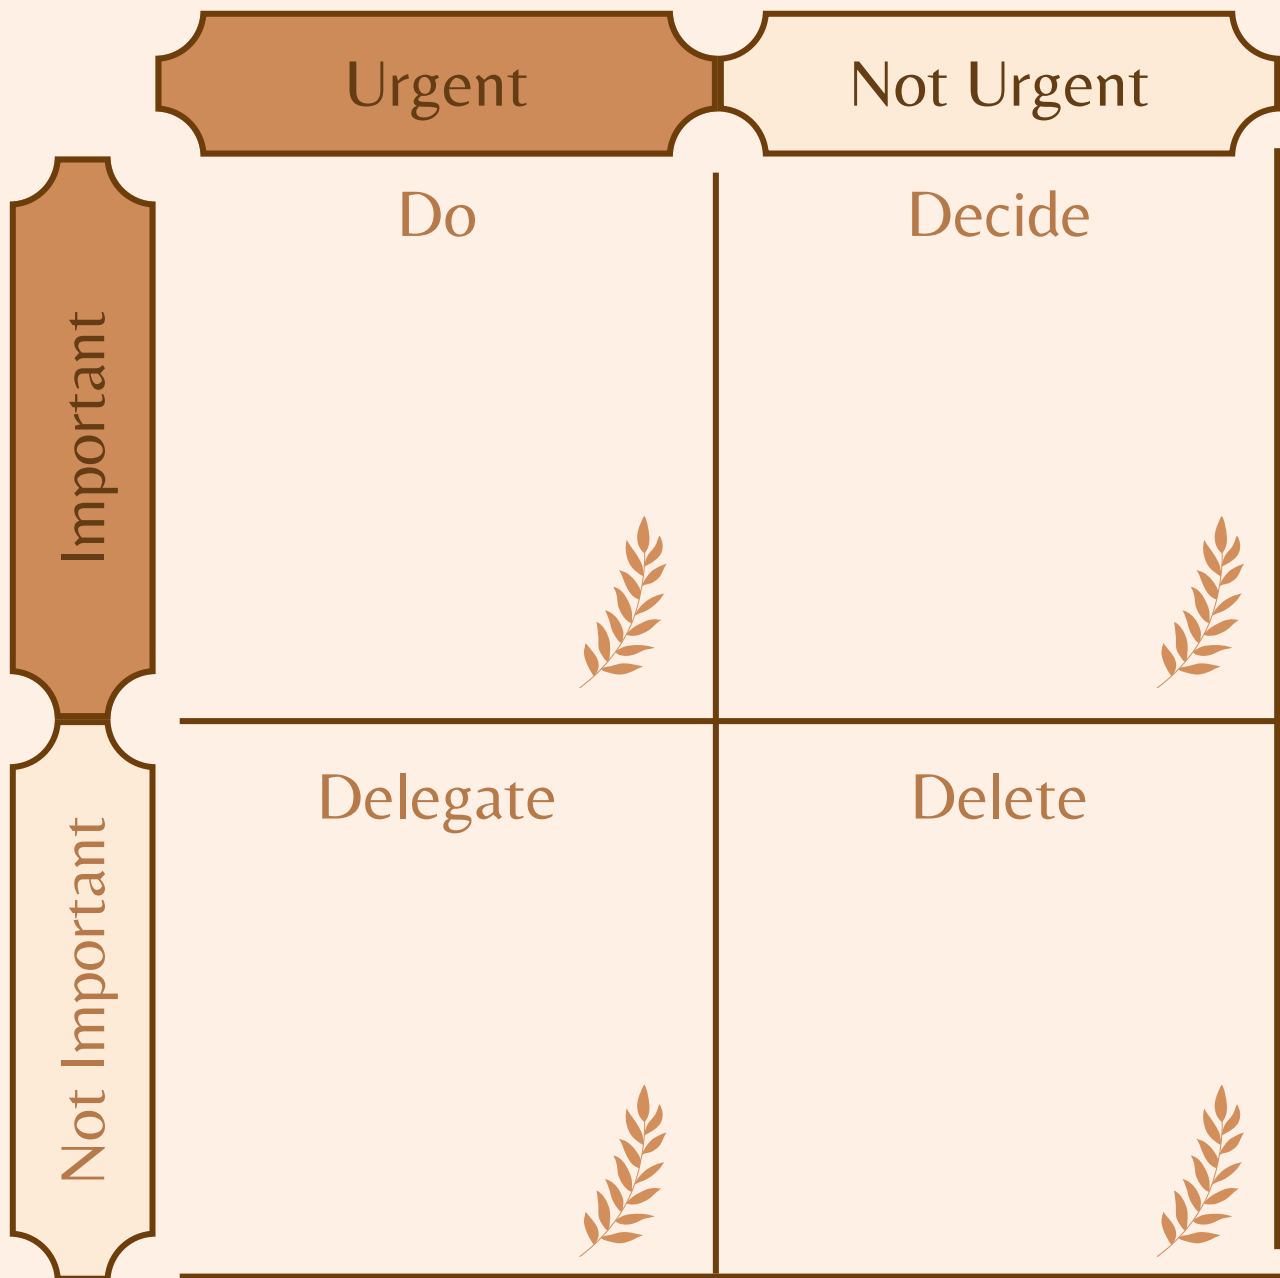 Urgent
Not Urgent
Important
Do
Decide
Not Important
Delegate
Delete